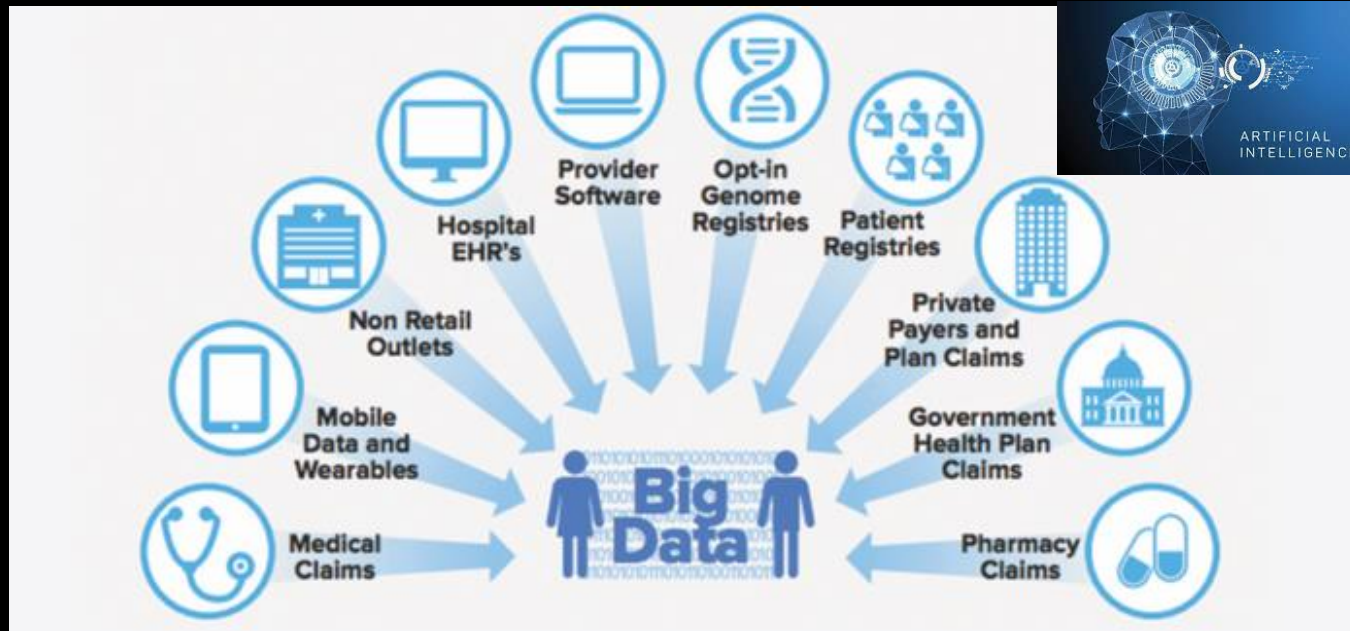 ARTIFICIAL
Provider
Software
Opt-in
Genome
Registries
Hospital
EHR's
Patient
Registries
Non Retail
Outlets
Private
Payers and
Plan Claims
Mobile
Data and
Wearables
Government
Health Plan
Claims
Big
Data
Medical
Claims
Pharmacy
Claims